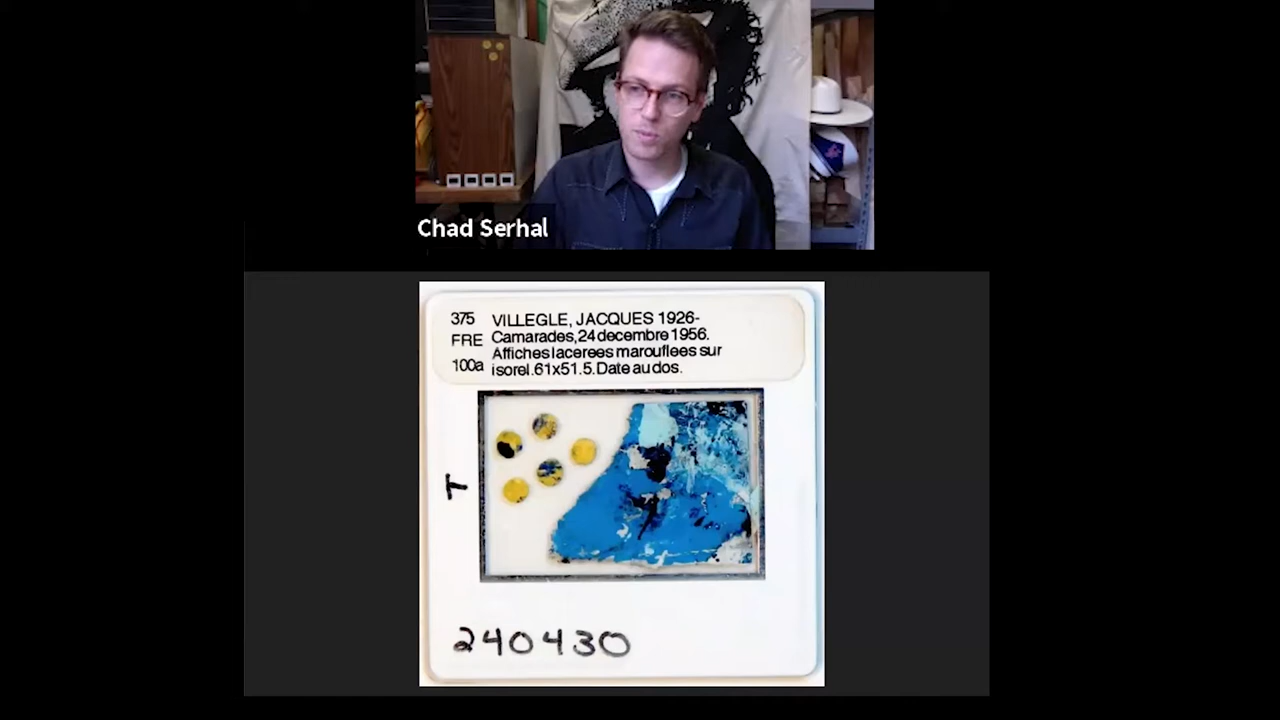 Chad Serhal
375 VILLEGLE, JACQUES 1926-
FRE Camarades, 24 decembre 1956.
Affiches lacerees marouflees sur
100a isorel.61x51.5. Date au dos.
T
240430